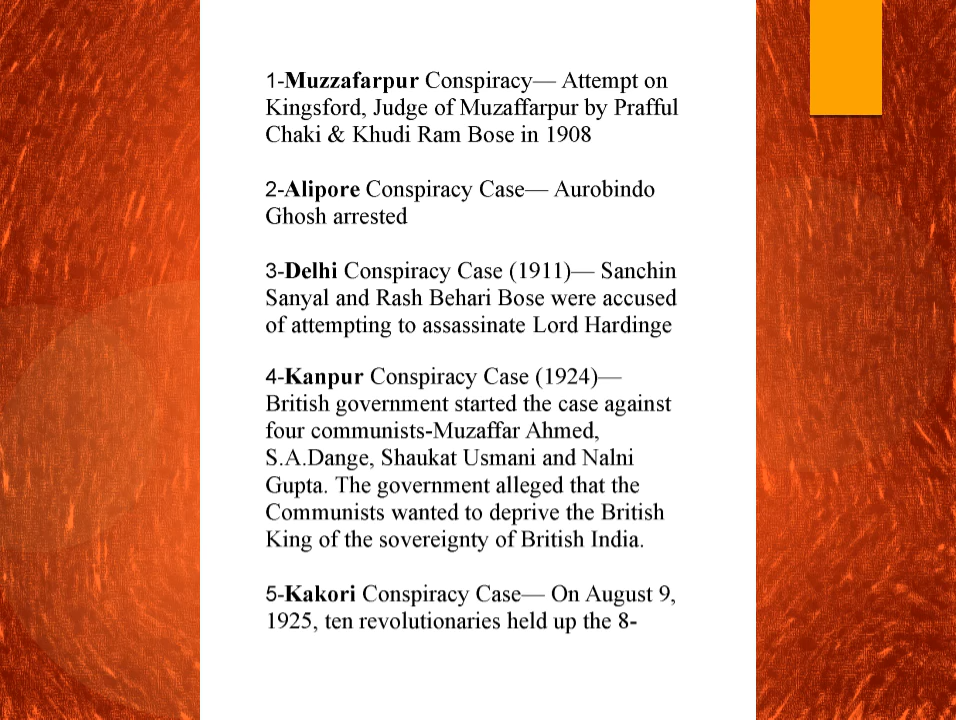 1-Muzzafarpur Conspiracy— Attempt on
Kingsford, Judge of Muzaffarpur by Prafful
Chaki & Khudi Ram Bose in 1908
2-Alipore Conspiracy Case— Aurobindo
Ghosh arrested
3-Delhi Conspiracy Case (1911)— Sanchin
Sanyal and Rash Behari Bose were accused
of attempting to assassinate Lord Hardinge
4-Kanpur Conspiracy Case (1924)—
British government started the case against
four communists-Muzaffar Ahmed,
S.A.Dange, Shaukat Usmani and Nalni
Gupta. The government alleged that the
Communists wanted to deprive the British
King of the sovereignty of British India.
5-Kakori Conspiracy Case— On August 9,
1925, ten revolutionaries held up the 8-